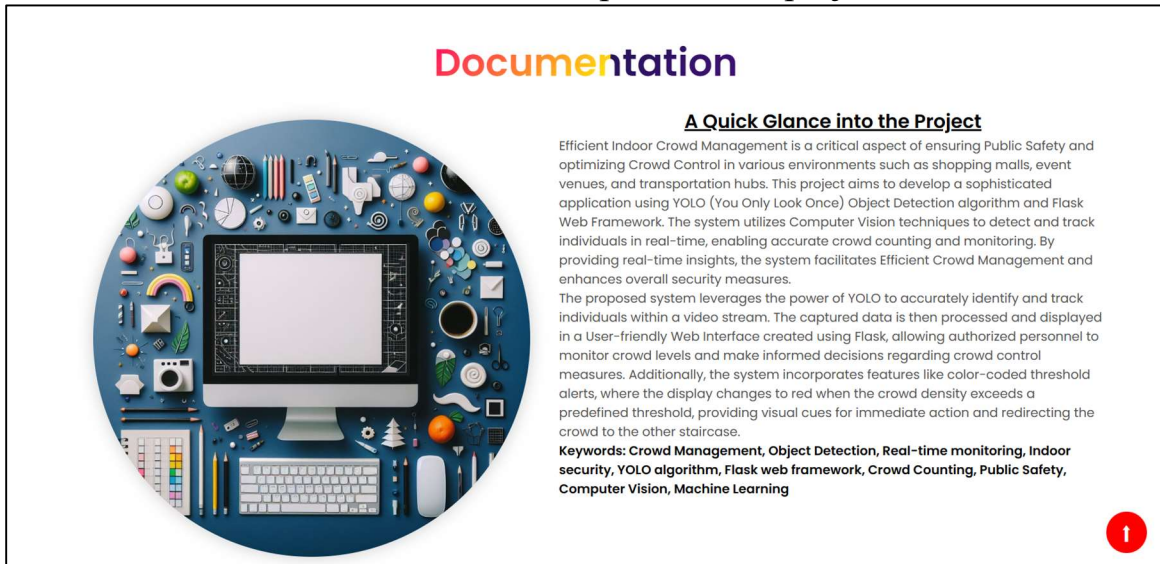 Documentation
A Quick Glance into the Project
Efficient Indoor Crowd Management is a critical aspect of ensuring Public Safety and
optimizing Crowd Control in various environments such as shopping malls, event
venues, and transportation hubs. This project aims to develop a sophisticated
application using YOLO (You Only Look Once) Object Detection algorithm and Flask
Web Framework. The system utilizes Computer Vision techniques to detect and track
individuals in real-time, enabling accurate crowd counting and monitoring. By
providing real-time insights, the system facilitates Efficient Crowd Management and
enhances overall security measures.
The proposed system leverages the power of YOLO to accurately identify and track
individuals within a video stream. The captured data is then processed and displayed
in a User-friendly Web Interface created using Flask, allowing authorized personnel to
monitor crowd levels and make informed decisions regarding crowd control
measures. Additionally, the system incorporates features like color-coded threshold
alerts, where the display changes to red when the crowd density exceeds a
predefined threshold, providing visual cues for immediate action and redirecting the
crowd to the other staircase.
Keywords: Crowd Management, Object Detection, Real-time monitoring, Indoor
security, YOLO algorithm, Flask web framework, Crowd Counting, Public Safety,
Computer Vision, Machine Learning